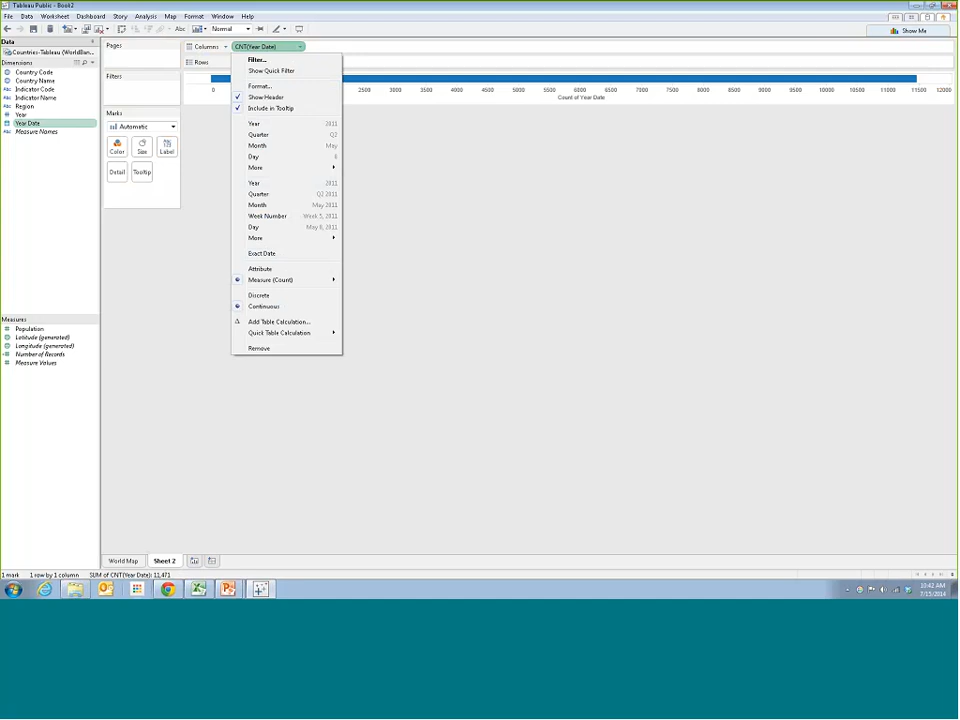 Tableau Public - Book2
File Data Worksheet Dashboard Story Analysis Map Format Window Help
Abc Normal
Show Me
Data
Countries-Tableau (WorldBan...
Dimensions
Country Code
Country Name
Abc Indicator Code
Abc Indicator Name
Abc Region
Year
Year Date
Abc Measure Names
Measures
Population
Latitude (generated)
Longitude (generated)
Number of Records
Measure Values
Pages
Filters
Marks
Automatic
Color Size Label
Detail Tooltip
Columns CNT(Year Date)
Rows
0 2500 3000 3500 4000 4500 5000 5500 6000 6500 7000 7500 8000 8500 9000 9500 10000 10500 11000 11500 12000
Count of Year Date
Filter...
Show Quick Filter
Format...
Show Header
Include in Tooltip
Year 2011
Quarter Q2
Month May
Day 8
More
Year 2011
Quarter Q2 2011
Month May 2011
Week Number Week 5, 2011
Day May 8, 2011
More
Exact Date
Attribute
Measure (Count)
Discrete
Continuous
Add Table Calculation...
Quick Table Calculation
Remove
World Map Sheet 2
1 mark 1 row by 1 column SUM of CNT(Year Date): 11,471
10:42 AM
7/15/2014